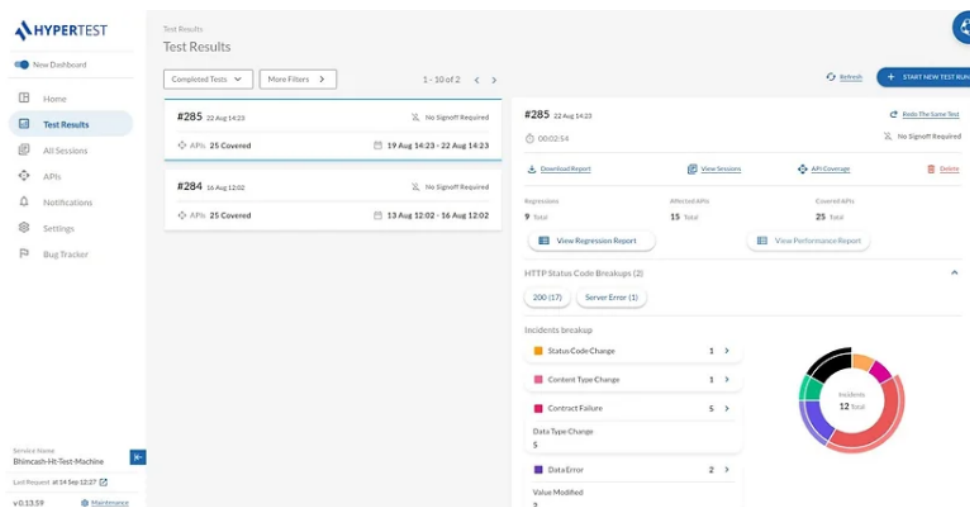 HYPERTEST
New Dashboard
Home
Test Results
All Sessions
APIs
Notifications
Settings
Bug Tracker
Service Name
Bhimcash-Ht-Test-Machine
Last Request at 14 Sep 12:27
v 0.13.59
Maintenance
Test Results
Test Results
Completed Tests
More Filters
1 - 10 of 2
Refresh
START NEW TEST RUN
#285 22 Aug 14:23
No Signoff Required
APIs 25 Covered
19 Aug 14:23 - 22 Aug 14:23
#284 16 Aug 12:02
No Signoff Required
APIs 25 Covered
13 Aug 12:02 - 16 Aug 12:02
#285 22 Aug 14:23
Redo The Same Test
00:02:54
No Signoff Required
Download Report
View Sessions
API Coverage
Delete
Regressions
9 Total
Affected APIs
15 Total
Covered APIs
25 Total
View Regression Report
View Performance Report
HTTP Status Code Breakups (2)
200 (17)
Server Error (1)
Incidents breakup
Status Code Change 1
Content Type Change 1
Contract Failure 5
Data Type Change
5
Data Error 2
Value Modified
Incidents
12 Total